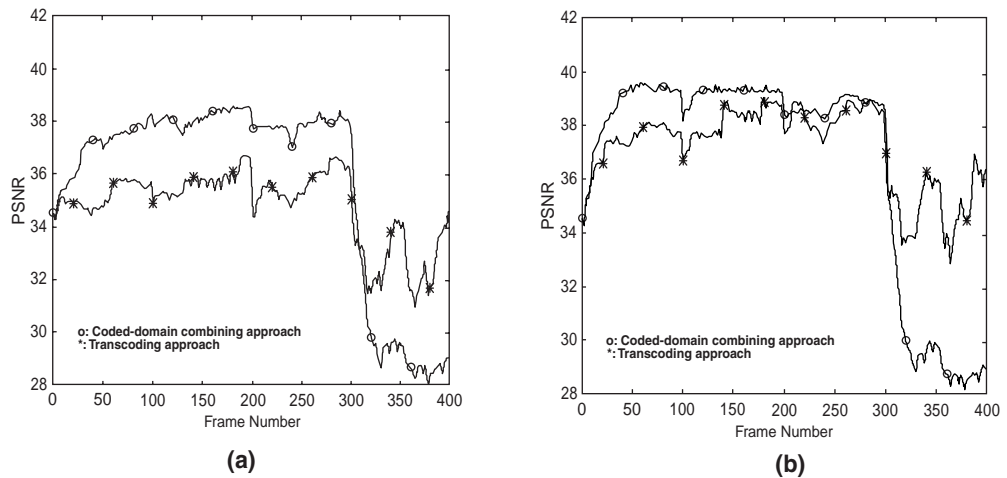 42
40
38
36
34
32
30
28
PSNR
o: Coded-domain combining approach
*: Transcoding approach
0 50 100 150 200 250 300 350 400
Frame Number
(a)
42
40
38
36
34
32
30
28
PSNR
o: Coded-domain combining approach
*: Transcoding approach
0 50 100 150 200 250 300 350 400
Frame Number
(b)